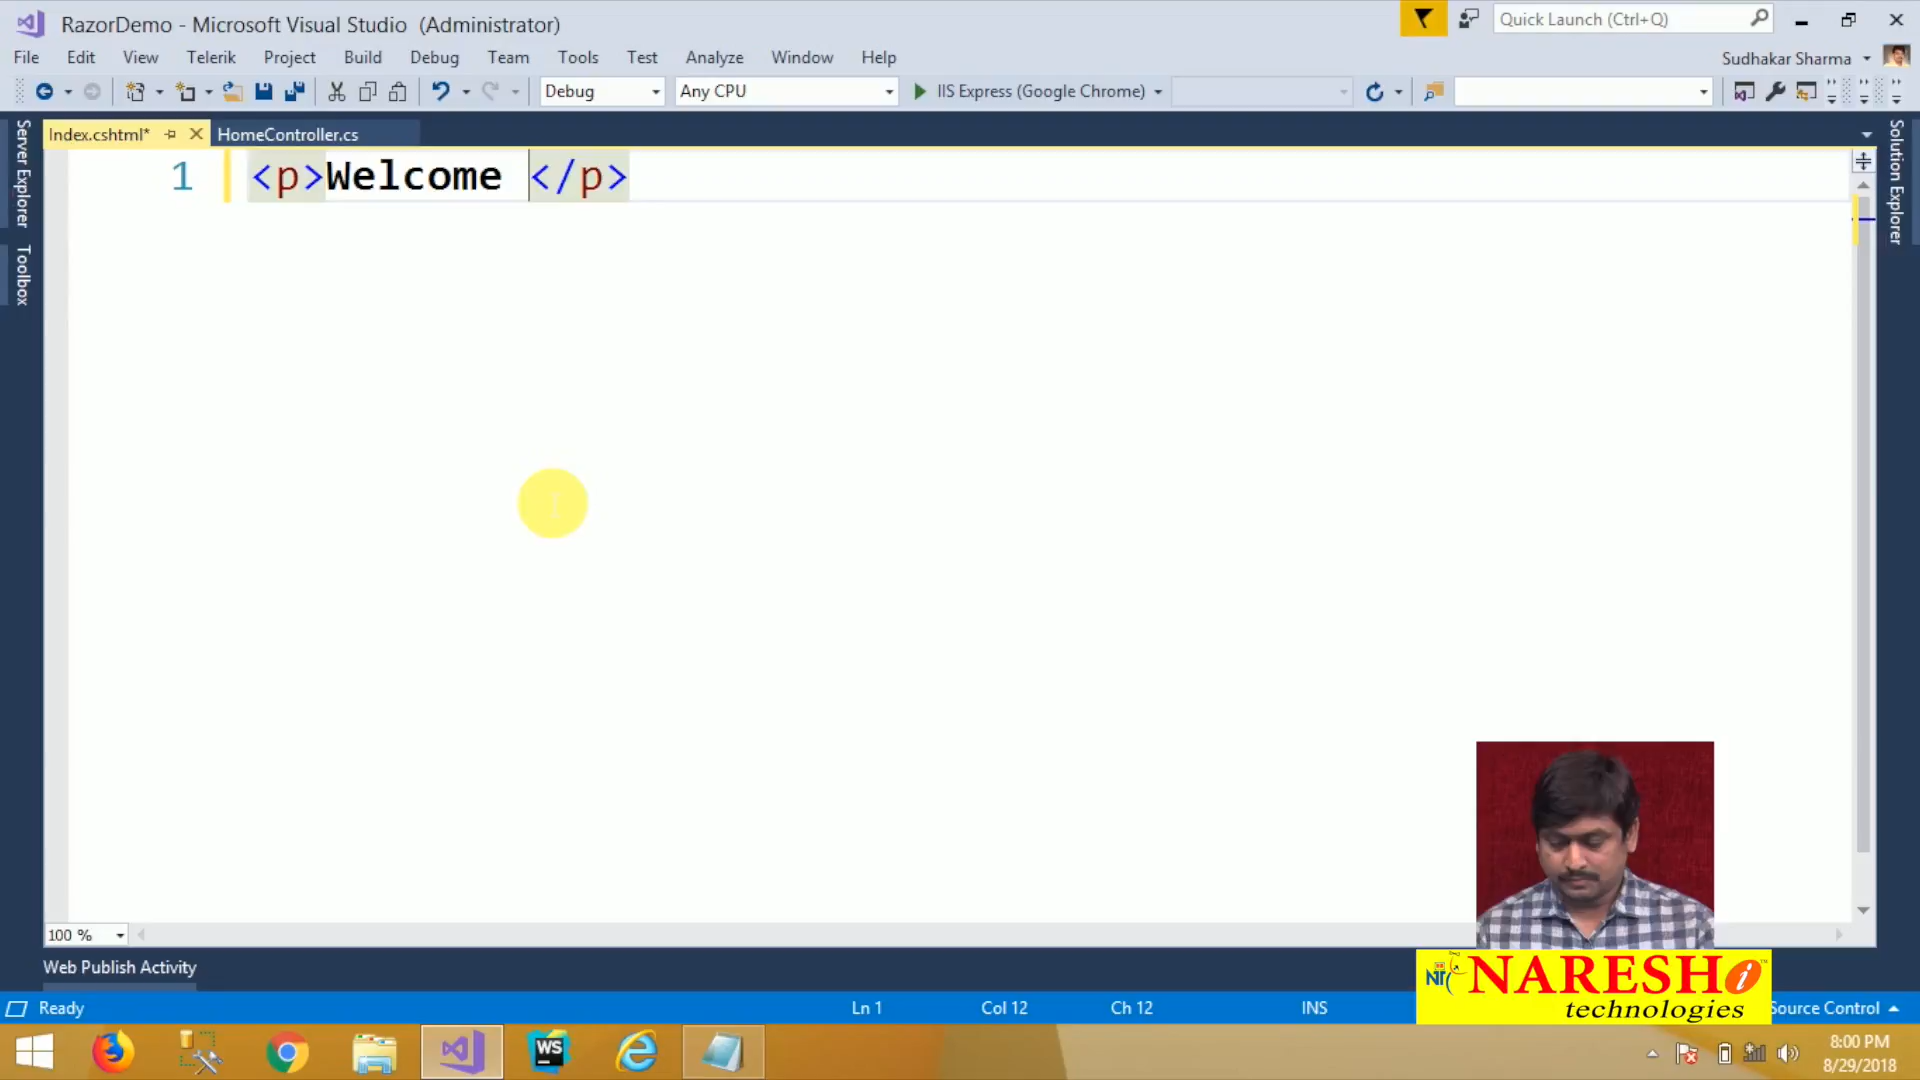 RazorDemo - Microsoft Visual Studio (Administrator)
Quick Launch (Ctrl+Q)
File Edit View Telerik Project Build Debug Team Tools Test Analyze Window Help
Sudhakar Sharma
Debug Any CPU IIS Express (Google Chrome)
Index.cshtml* HomeController.cs
Server Explorer
Toolbox
Solution Explorer
1 <p>Welcome </p>
100 %
Web Publish Activity
Ready Ln 1 Col 12 Ch 12 INS Source Control
NARESH i
technologies
WS
8:00 PM
8/29/2018